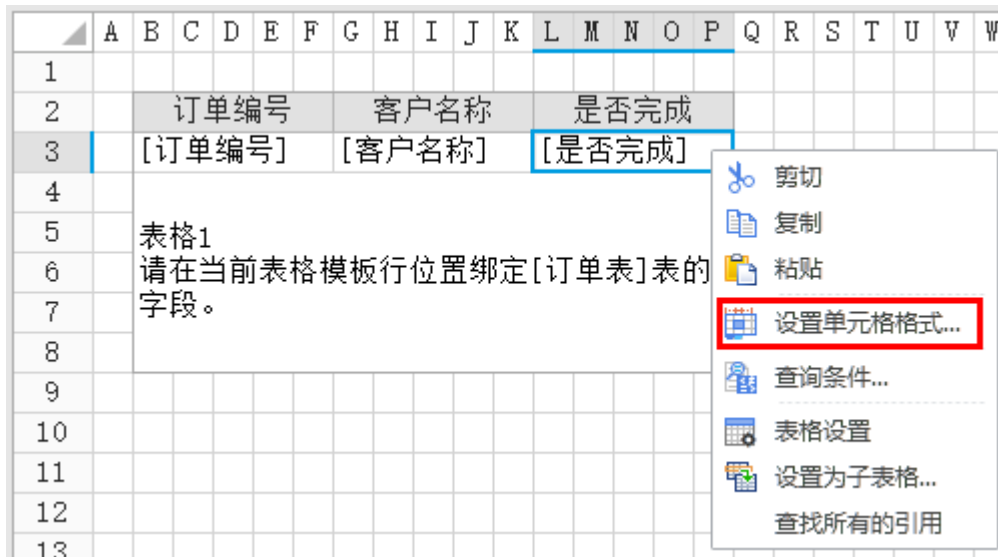 A B C D E F G H I J K L M N O P Q R S T U V W
1
2 订单编号 客户名称 是否完成
3 [订单编号] [客户名称] [是否完成]
4
5 表格1
6 请在当前表格模板行位置绑定[订单表]表的
7 字段。
8
9
10
11
12
13
剪切
复制
粘贴
设置单元格格式...
查询条件...
表格设置
设置为子表格...
查找所有的引用